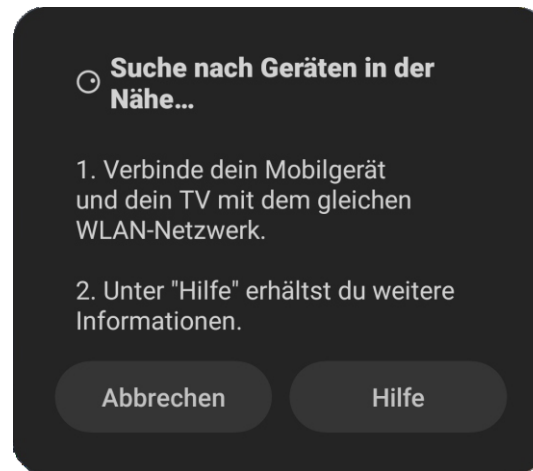 Suche nach Geräten in der
Nähe…
1. Verbinde dein Mobilgerät
und dein TV mit dem gleichen
WLAN-Netzwerk.
2. Unter "Hilfe" erhältst du weitere
Informationen.
Abbrechen
Hilfe